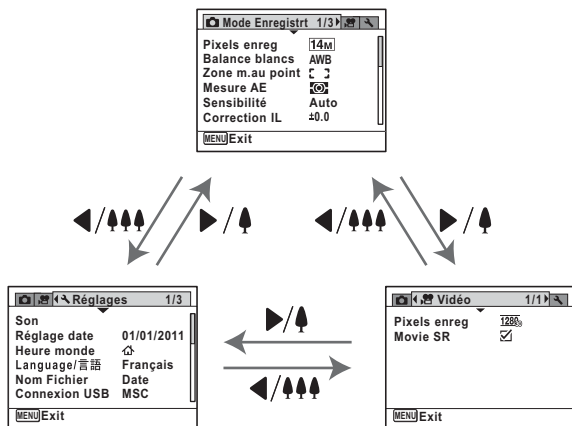 Mode Enregistrt 1/3
Pixels enreg 14M
Balance blancs AWB
Zone m.au point
Mesure AE
Sensibilité Auto
Correction IL ±0.0
MENU Exit
/
/
/
/
Réglages 1/3
Son
Réglage date 01/01/2011
Heure monde
Language/言語 Français
Nom Fichier Date
Connexion USB MSC
MENU Exit
/
/
Vidéo 1/1
Pixels enreg 1280
Movie SR
MENU Exit